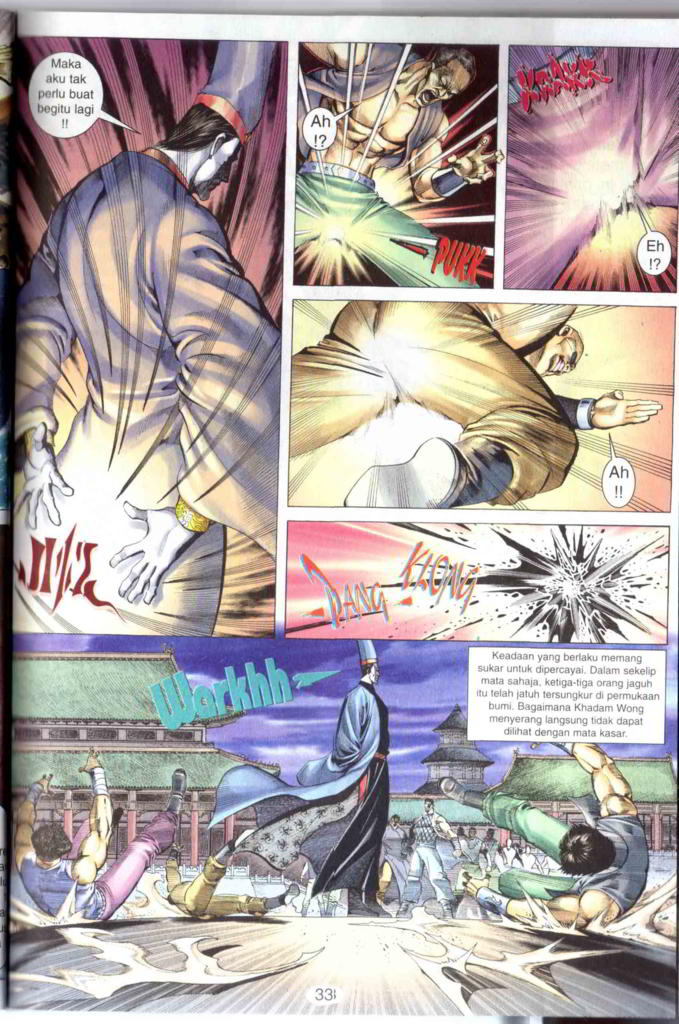 Maka
aku tak
perlu buat
begitu lagi
!!
Ah
!?
PUKK
KRAKK
Eh
!?
Ah
!!
DANG KLONG
Workhh
Keadaan yang berlaku memang
sukar untuk dipercayai. Dalam sekelip
mata sahaja, ketiga-tiga orang jaguh
itu telah jatuh tersungkur di permukaan
bumi. Bagaimana Khadam Wong
menyerang langsung tidak dapat
dilihat dengan mata kasar.
33